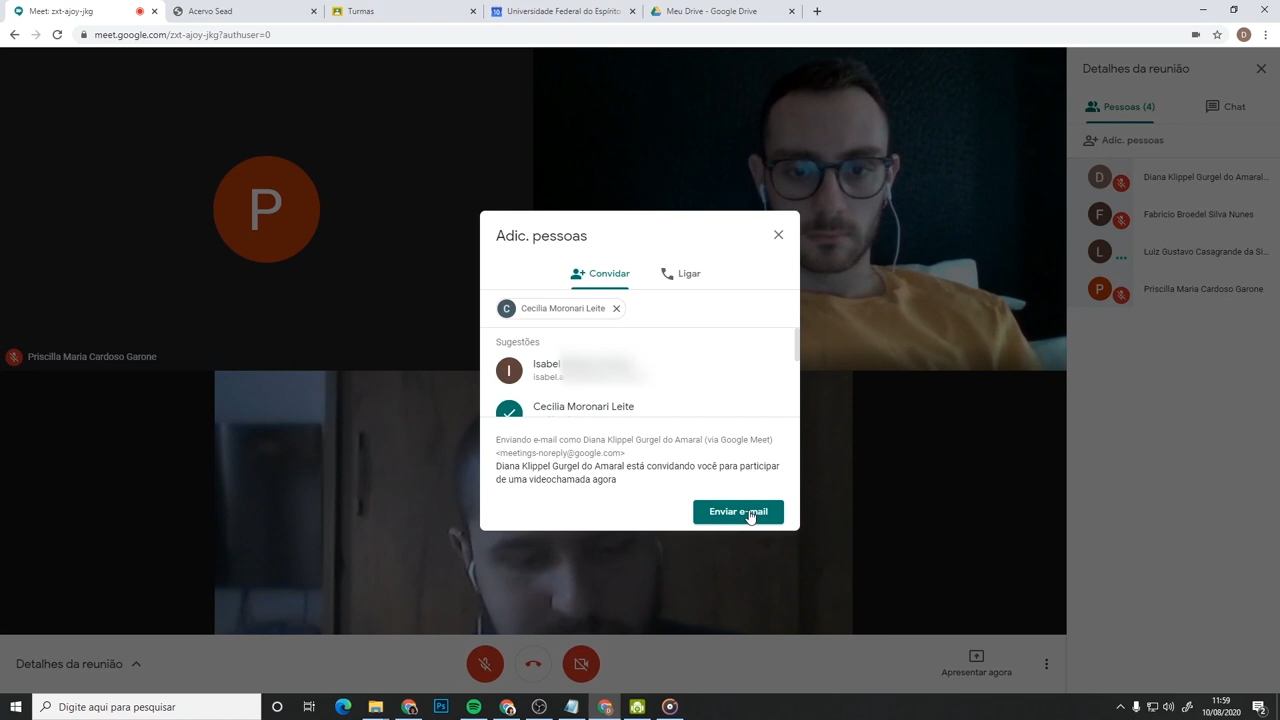 Meet: zxt-ajoy-jkg
Acervo Sead
Turmas
Universidade Federal do Espírito
Meu Drive - Google Drive
meet.google.com/zxt-ajoy-jkg?authuser=0
D
P
Priscilla Maria Cardoso Garone
Adic. pessoas
Convidar
Ligar
C Cecília Moronari Leite
Sugestões
I Isabel
isabel.a
Cecília Moronari Leite
Enviando e-mail como Diana Klippel Gurgel do Amaral (via Google Meet)
<meetings-noreply@google.com>
Diana Klippel Gurgel do Amaral está convidando você para participar
de uma videochamada agora
Enviar e-mail
Detalhes da reunião
Pessoas (4)
Chat
Adic. pessoas
D Diana Klippel Gurgel do Amaral...
F Fabricio Broedel Silva Nunes
L Luiz Gustavo Casagrande da Si...
P Priscilla Maria Cardoso Garone
Detalhes da reunião
Apresentar agora
Digite aqui para pesquisar
Ps
11:59
10/08/2020
2